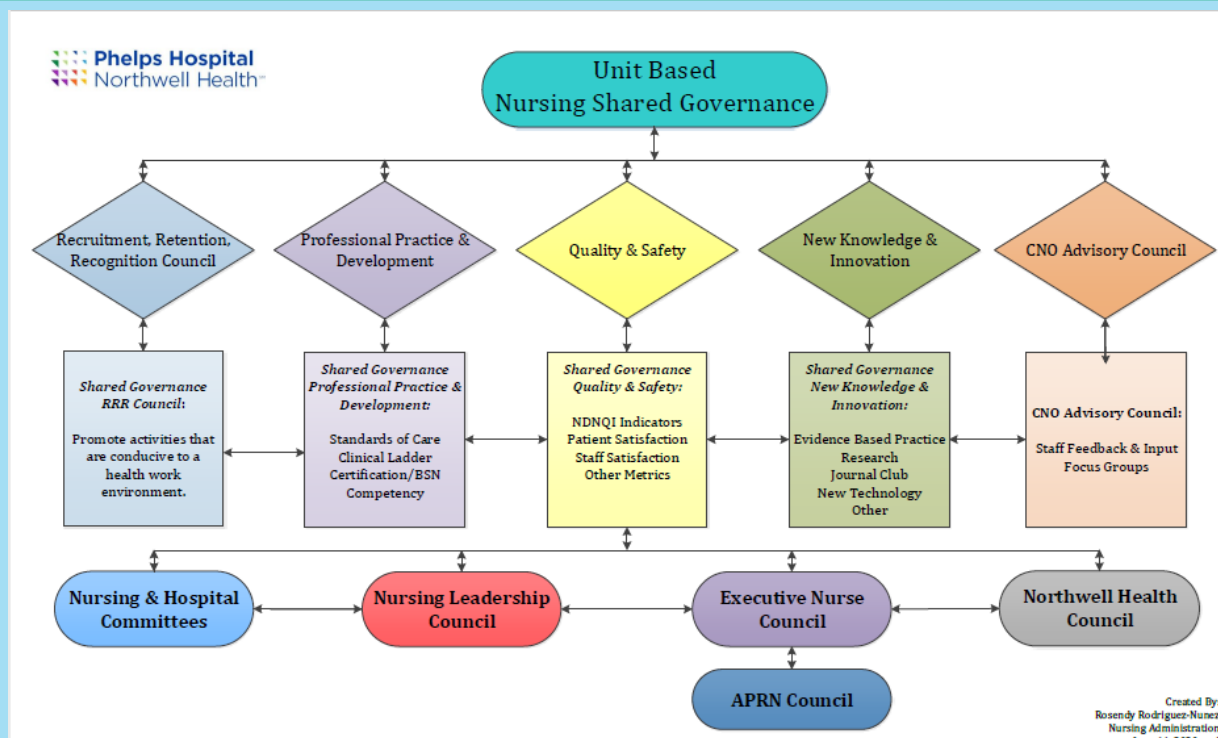 Phelps Hospital
Northwell Health
Unit Based
Nursing Shared Governance
Recruitment, Retention,
Recognition Council
Professional Practice &
Development
Quality & Safety
New Knowledge &
Innovation
CNO Advisory Council
Shared Governance
RRR Council:
Promote activities that
are conducive to a
health work
environment.
Shared Governance
Professional Practice &
Development:
Standards of Care
Clinical Ladder
Certification/BSN
Competency
Shared Governance
Quality & Safety:
NDNQI Indicators
Patient Satisfaction
Staff Satisfaction
Other Metrics
Shared Governance
New Knowledge &
Innovation:
Evidence Based Practice
Research
Journal Club
New Technology
Other
CNO Advisory Council:
Staff Feedback & Input
Focus Groups
Nursing & Hospital
Committees
Nursing Leadership
Council
Executive Nurse
Council
Northwell Health
Council
APRN Council
Created By:
Rosendy Rodriguez-Nunez
Nursing Administration